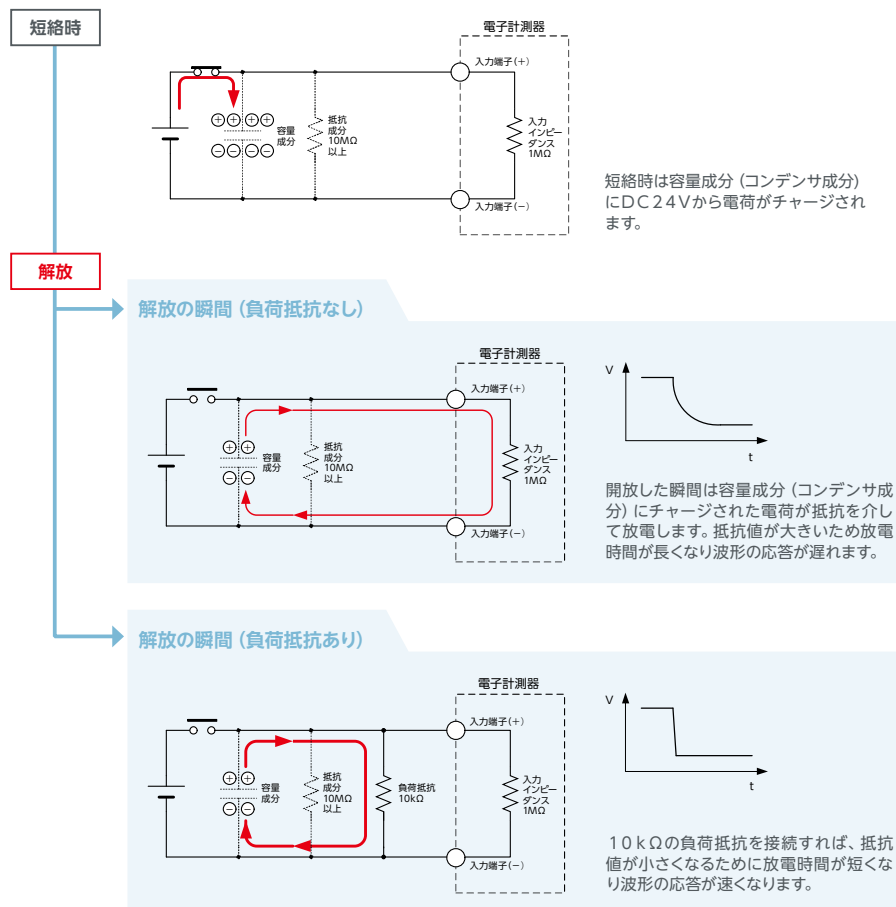 短絡時
電子計測器
入力端子(+)
容量
成分
抵抗
成分
10MΩ
以上
入力
インピー
ダンス
1MΩ
入力端子(−)
短絡時は容量成分 (コンデンサ成分)
にDC24Vから電荷がチャージされ
ます。
解放
解放の瞬間 (負荷抵抗なし)
電子計測器
入力端子(+)
容量
成分
抵抗
成分
10MΩ
以上
入力
インピー
ダンス
1MΩ
入力端子(−)
V
t
開放した瞬間は容量成分 (コンデンサ成
分) にチャージされた電荷が抵抗を介し
て放電します。抵抗値が大きいため放電
時間が長くなり波形の応答が遅れます。
解放の瞬間 (負荷抵抗あり)
電子計測器
入力端子(+)
容量
成分
抵抗
成分
10MΩ
以上
負荷抵抗
10kΩ
入力
インピー
ダンス
1MΩ
入力端子(−)
V
t
10kΩの負荷抵抗を接続すれば、抵抗
値が小さくなるために放電時間が短くな
り波形の応答が速くなります。